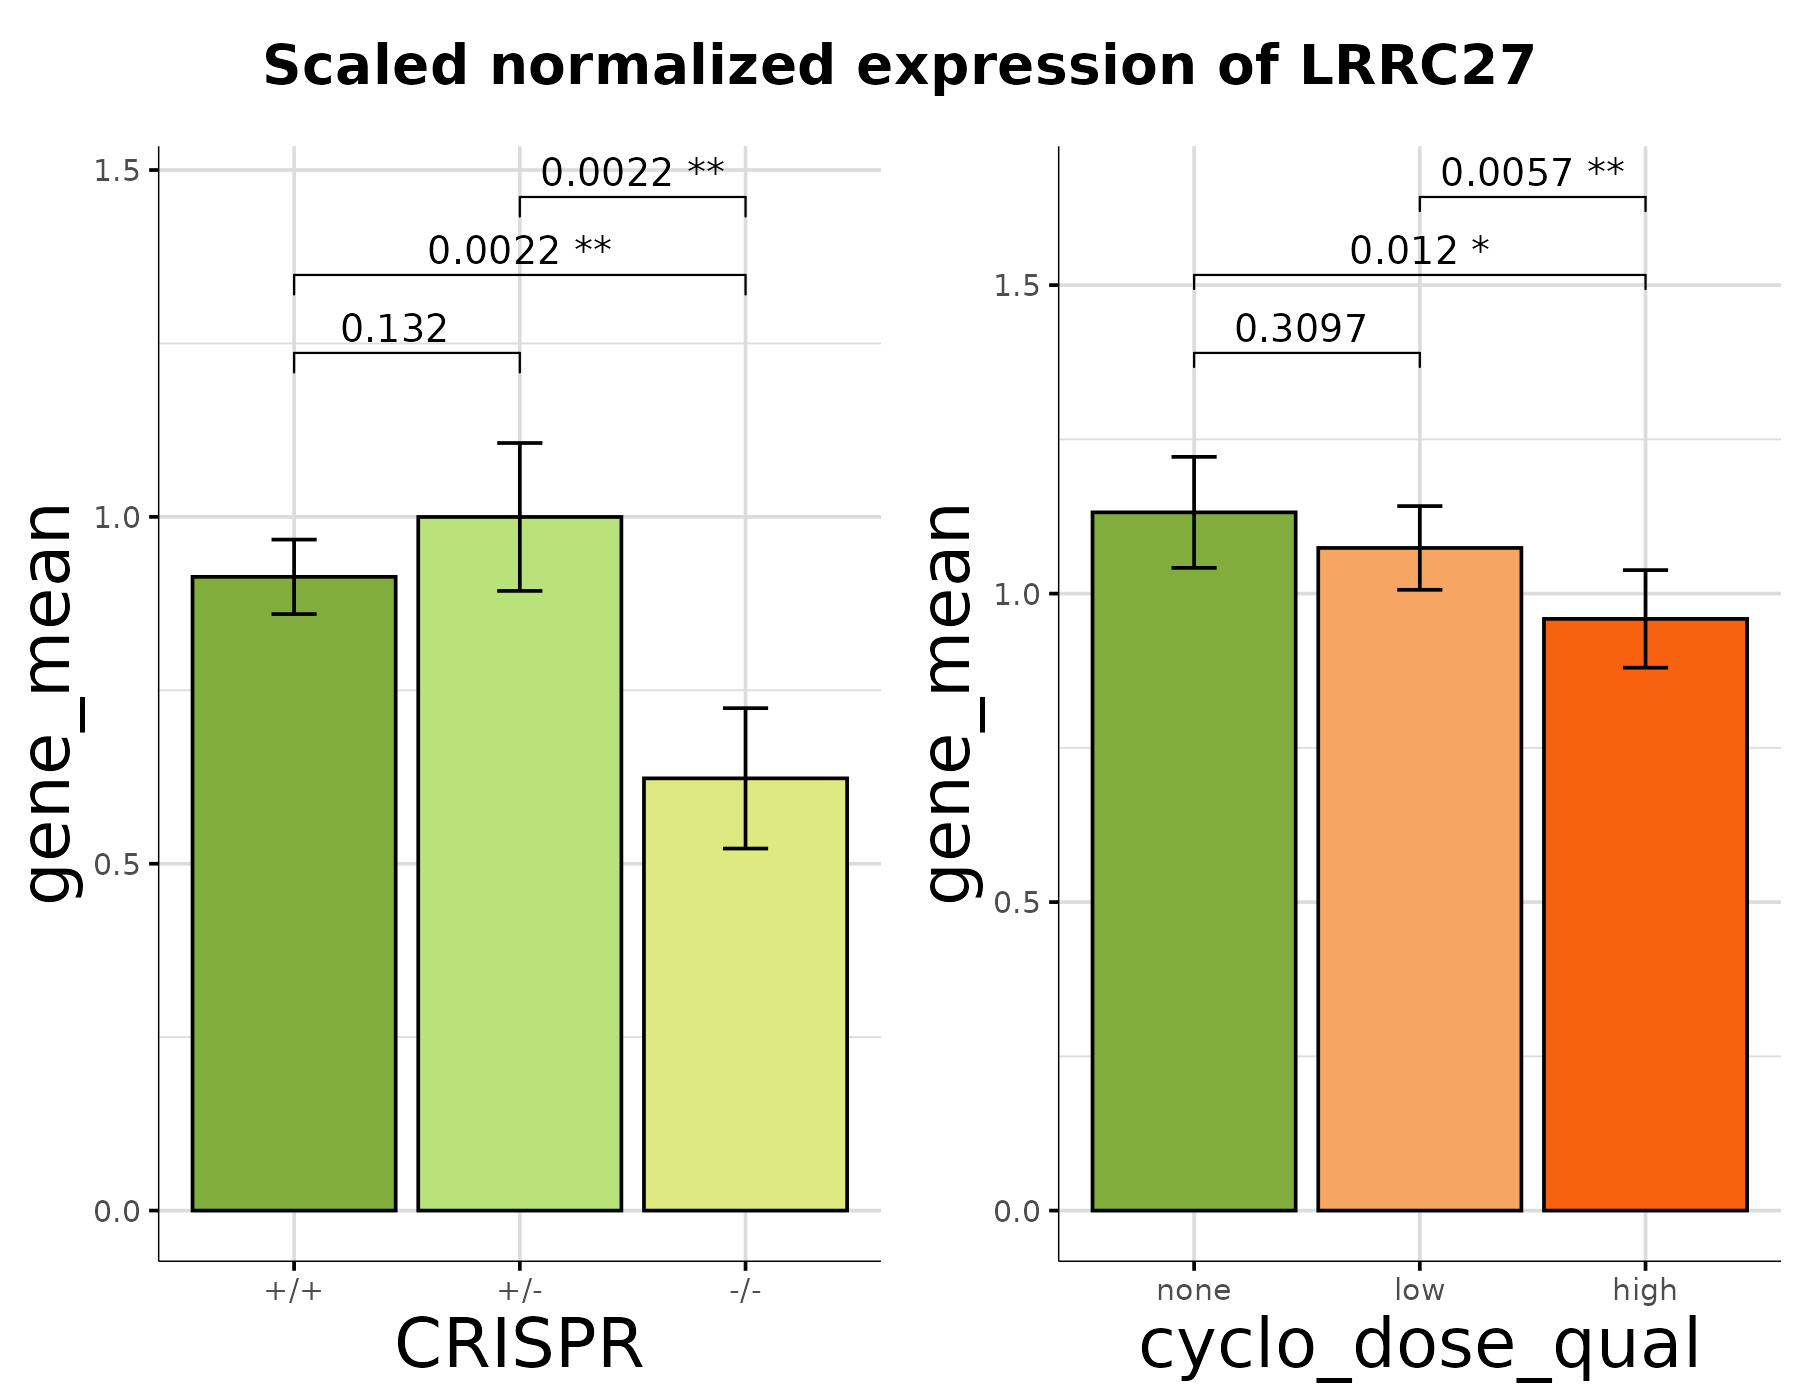 Scaled normalized expression of LRRC27
gene_mean
1.5
1.0
0.5
0.0
0.0022 **
0.0022 **
0.132
+/+ +/- -/-
CRISPR
gene_mean
1.5
1.0
0.5
0.0
0.0057 **
0.012 *
0.3097
none low high
cyclo_dose_qual